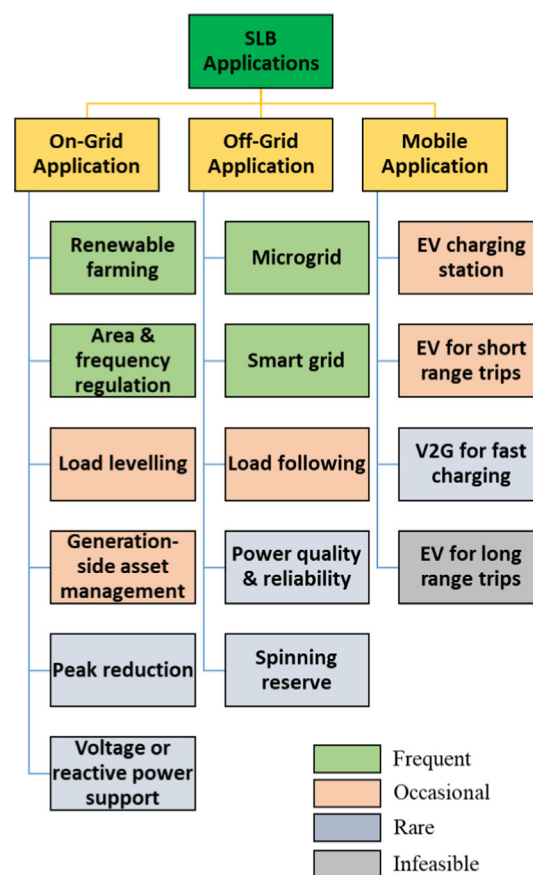 SLB
Applications
On-Grid
Application
Off-Grid
Application
Mobile
Application
Renewable
farming
Area &
frequency
regulation
Load levelling
Generation-
side asset
management
Peak reduction
Voltage or
reactive power
support
Microgrid
Smart grid
Load following
Power quality
& reliability
Spinning
reserve
EV charging
station
EV for short
range trips
V2G for fast
charging
EV for long
range trips
Frequent
Occasional
Rare
Infeasible